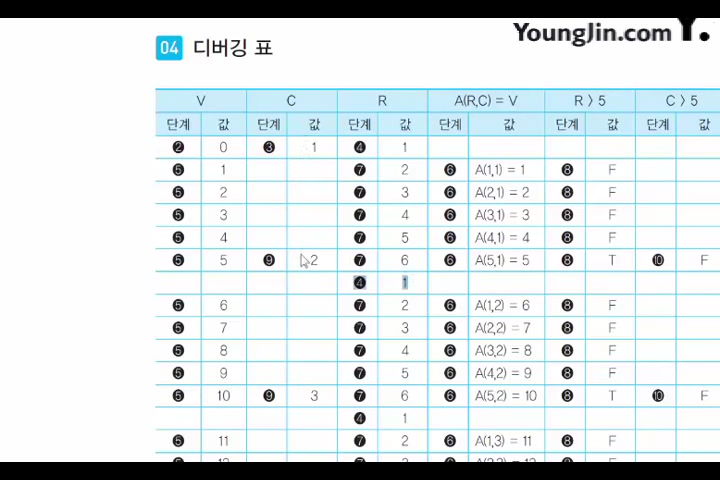 YoungJin.com Y.
04 디버깅 표
V C R A(R,C) = V R > 5 C > 5
단계 값 단계 값 단계 값 단계 값 단계 값 단계 값
❷ 0 ❸ 1 ❹ 1
❺ 1 ❼ 2 ❻ A(1,1) = 1 ❽ F
❺ 2 ❼ 3 ❻ A(2,1) = 2 ❽ F
❺ 3 ❼ 4 ❻ A(3,1) = 3 ❽ F
❺ 4 ❼ 5 ❻ A(4,1) = 4 ❽ F
❺ 5 ❾ 2 ❼ 6 ❻ A(5,1) = 5 ❽ T ❿ F
❹ 1
❺ 6 ❼ 2 ❻ A(1,2) = 6 ❽ F
❺ 7 ❼ 3 ❻ A(2,2) = 7 ❽ F
❺ 8 ❼ 4 ❻ A(3,2) = 8 ❽ F
❺ 9 ❼ 5 ❻ A(4,2) = 9 ❽ F
❺ 10 ❾ 3 ❼ 6 ❻ A(5,2) = 10 ❽ T ❿ F
❹ 1
❺ 11 ❼ 2 ❻ A(1,3) = 11 ❽ F